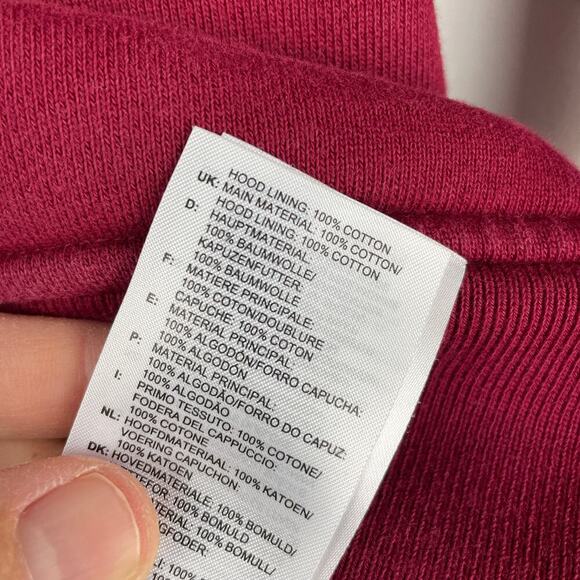 HOOD LINING: 100% COTTON
UK: MAIN MATERIAL: 100% COTTON/
HOOD LINING: 100% COTTON
D: HAUPTMATERIAL:
100% BAUMWOLLE/
KAPUZENFUTTER:
100% BAUMWOLLE
F: MATIERE PRINCIPALE:
100% COTON/DOUBLURE
CAPUCHE: 100% COTON
E: MATERIAL PRINCIPAL:
100% ALGODÓN/FORRO CAPUCHA:
100% ALGODÓN
P: MATERIAL PRINCIPAL:
100% ALGODÃO/FORRO DO CAPUZ:
100% ALGODÃO
I: PRIMO TESSUTO: 100% COTONE/
FODERA DEL CAPPUCCIO:
100% COTONE
NL: HOOFDMATERIAAL: 100% KATOEN/
VOERING CAPUCHON:
100% KATOEN
DK: HOVEDMATERIALE: 100% BOMULD/
100% BOMULD
100% BOMULL/
100% COTON